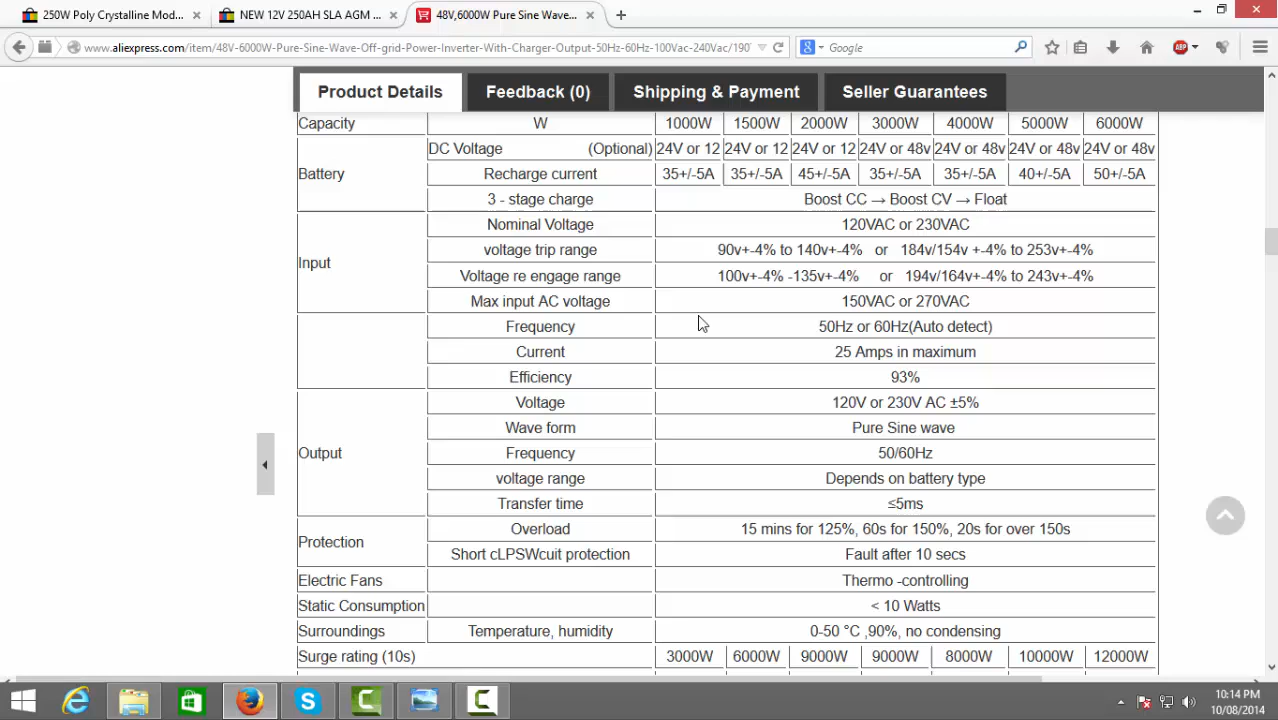 250W Poly Crystalline Mod...
NEW 12V 250AH SLA AGM ...
48V,6000W Pure Sine Wave...
www.aliexpress.com/item/48V-6000W-Pure-Sine-Wave-Off-grid-Power-Inverter-With-Charger-Output-50Hz-60Hz-100Vac-240Vac/190
Google
ABP
Product Details Feedback (0) Shipping & Payment Seller Guarantees
Capacity W 1000W 1500W 2000W 3000W 4000W 5000W 6000W
Battery
DC Voltage (Optional) 24V or 12 24V or 12 24V or 12 24V or 48v 24V or 48v 24V or 48v 24V or 48v
Recharge current 35+/-5A 35+/-5A 45+/-5A 35+/-5A 35+/-5A 40+/-5A 50+/-5A
3 - stage charge Boost CC → Boost CV → Float
Input
Nominal Voltage 120VAC or 230VAC
voltage trip range 90v+-4% to 140v+-4% or 184v/154v +-4% to 253v+-4%
Voltage re engage range 100v+-4% -135v+-4% or 194v/164v+-4% to 243v+-4%
Max input AC voltage 150VAC or 270VAC
Frequency 50Hz or 60Hz(Auto detect)
Current 25 Amps in maximum
Efficiency 93%
Output
Voltage 120V or 230V AC ±5%
Wave form Pure Sine wave
Frequency 50/60Hz
voltage range Depends on battery type
Transfer time ≤5ms
Protection
Overload 15 mins for 125%, 60s for 150%, 20s for over 150s
Short cLPSWcuit protection Fault after 10 secs
Electric Fans Thermo -controlling
Static Consumption < 10 Watts
Surroundings Temperature, humidity 0-50 °C ,90%, no condensing
Surge rating (10s) 3000W 6000W 9000W 9000W 8000W 10000W 12000W
10:14 PM
10/08/2014